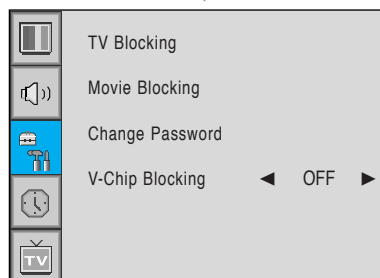 TV Blocking
Movie Blocking
Change Password
V-Chip Blocking ◀ OFF ▶
TV